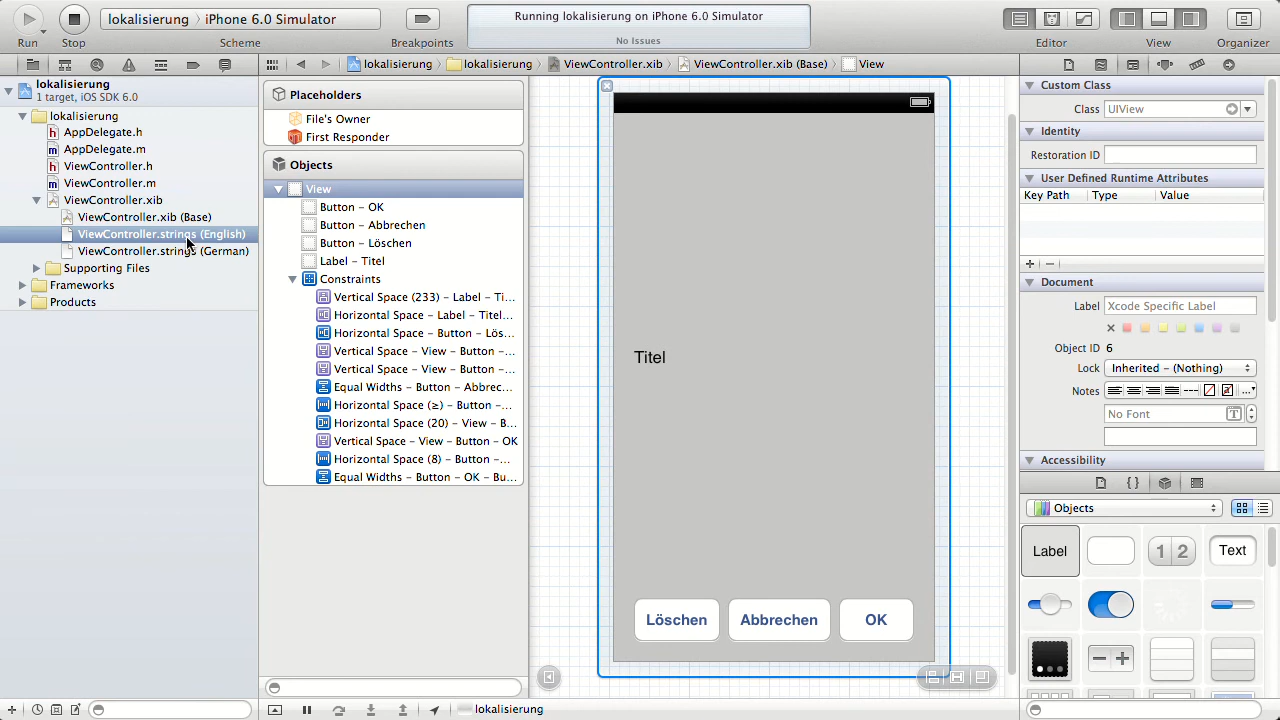 lokalisierung
iPhone 6.0 Simulator
Running lokalisierung on iPhone 6.0 Simulator
No Issues
Run
Stop
Scheme
Breakpoints
Editor
View
Organizer
lokalisierung
lokalisierung
ViewController.xib
ViewController.xib (Base)
View
lokalisierung
1 target, iOS SDK 6.0
lokalisierung
AppDelegate.h
AppDelegate.m
ViewController.h
ViewController.m
ViewController.xib
ViewController.xib (Base)
ViewController.strings (English)
ViewController.strings (German)
Supporting Files
Frameworks
Products
Placeholders
File's Owner
First Responder
Objects
View
Button – OK
Button – Abbrechen
Button – Löschen
Label – Titel
Constraints
Vertical Space (233) – Label – Ti...
Horizontal Space – Label – Titel...
Horizontal Space – Button – Lös...
Vertical Space – View – Button –...
Vertical Space – View – Button –...
Equal Widths – Button – Abbrec...
Horizontal Space (≥) – Button –...
Horizontal Space (20) – View – B...
Vertical Space – View – Button – OK
Horizontal Space (8) – Button –...
Equal Widths – Button – OK – Bu...
Titel
Löschen
Abbrechen
OK
Custom Class
Class UIView
Identity
Restoration ID
User Defined Runtime Attributes
Key Path Type Value
Document
Label Xcode Specific Label
Object ID 6
Lock Inherited – (Nothing)
Notes
No Font
Accessibility
Objects
Label
1 2
Text
lokalisierung